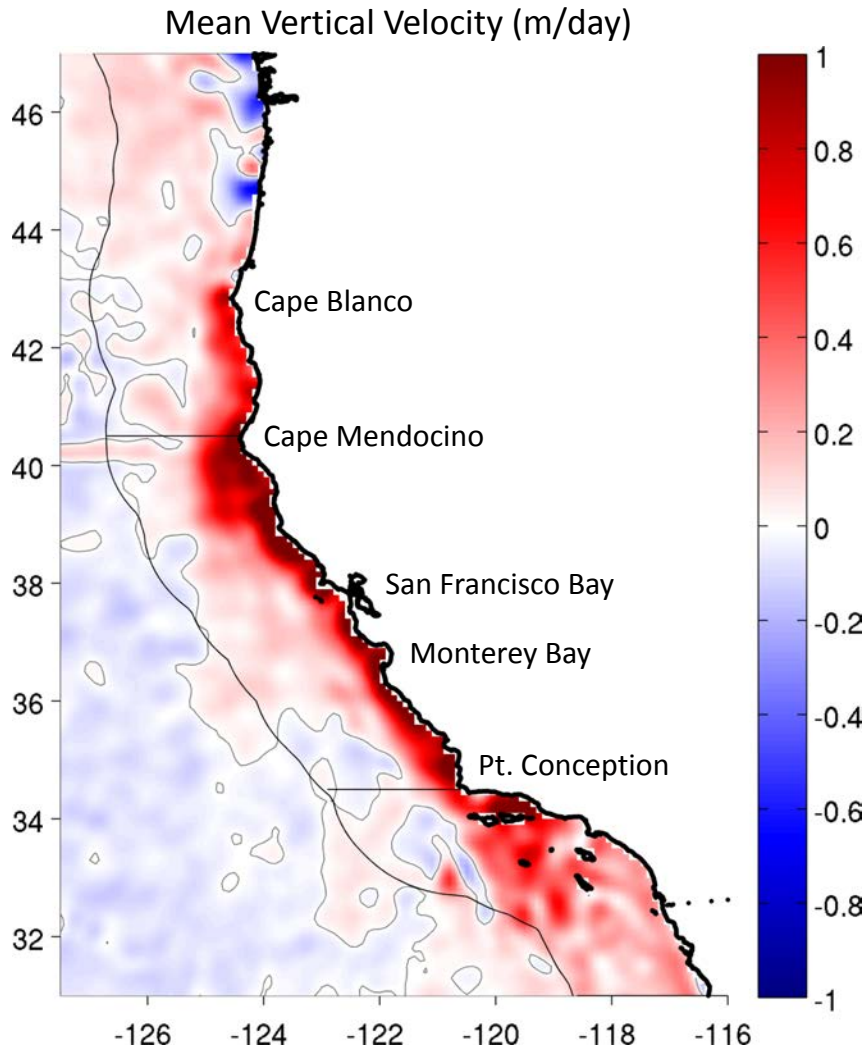 Mean Vertical Velocity (m/day)
1
46
0.8
44
0.6
Cape Blanco
42
0.4
Cape Mendocino
0.2
40
0
38
San Francisco Bay
-0.2
Monterey Bay
36
-0.4
Pt. Conception
34
-0.6
-0.8
32
-1
-126 -124 -122 -120 -118 -116